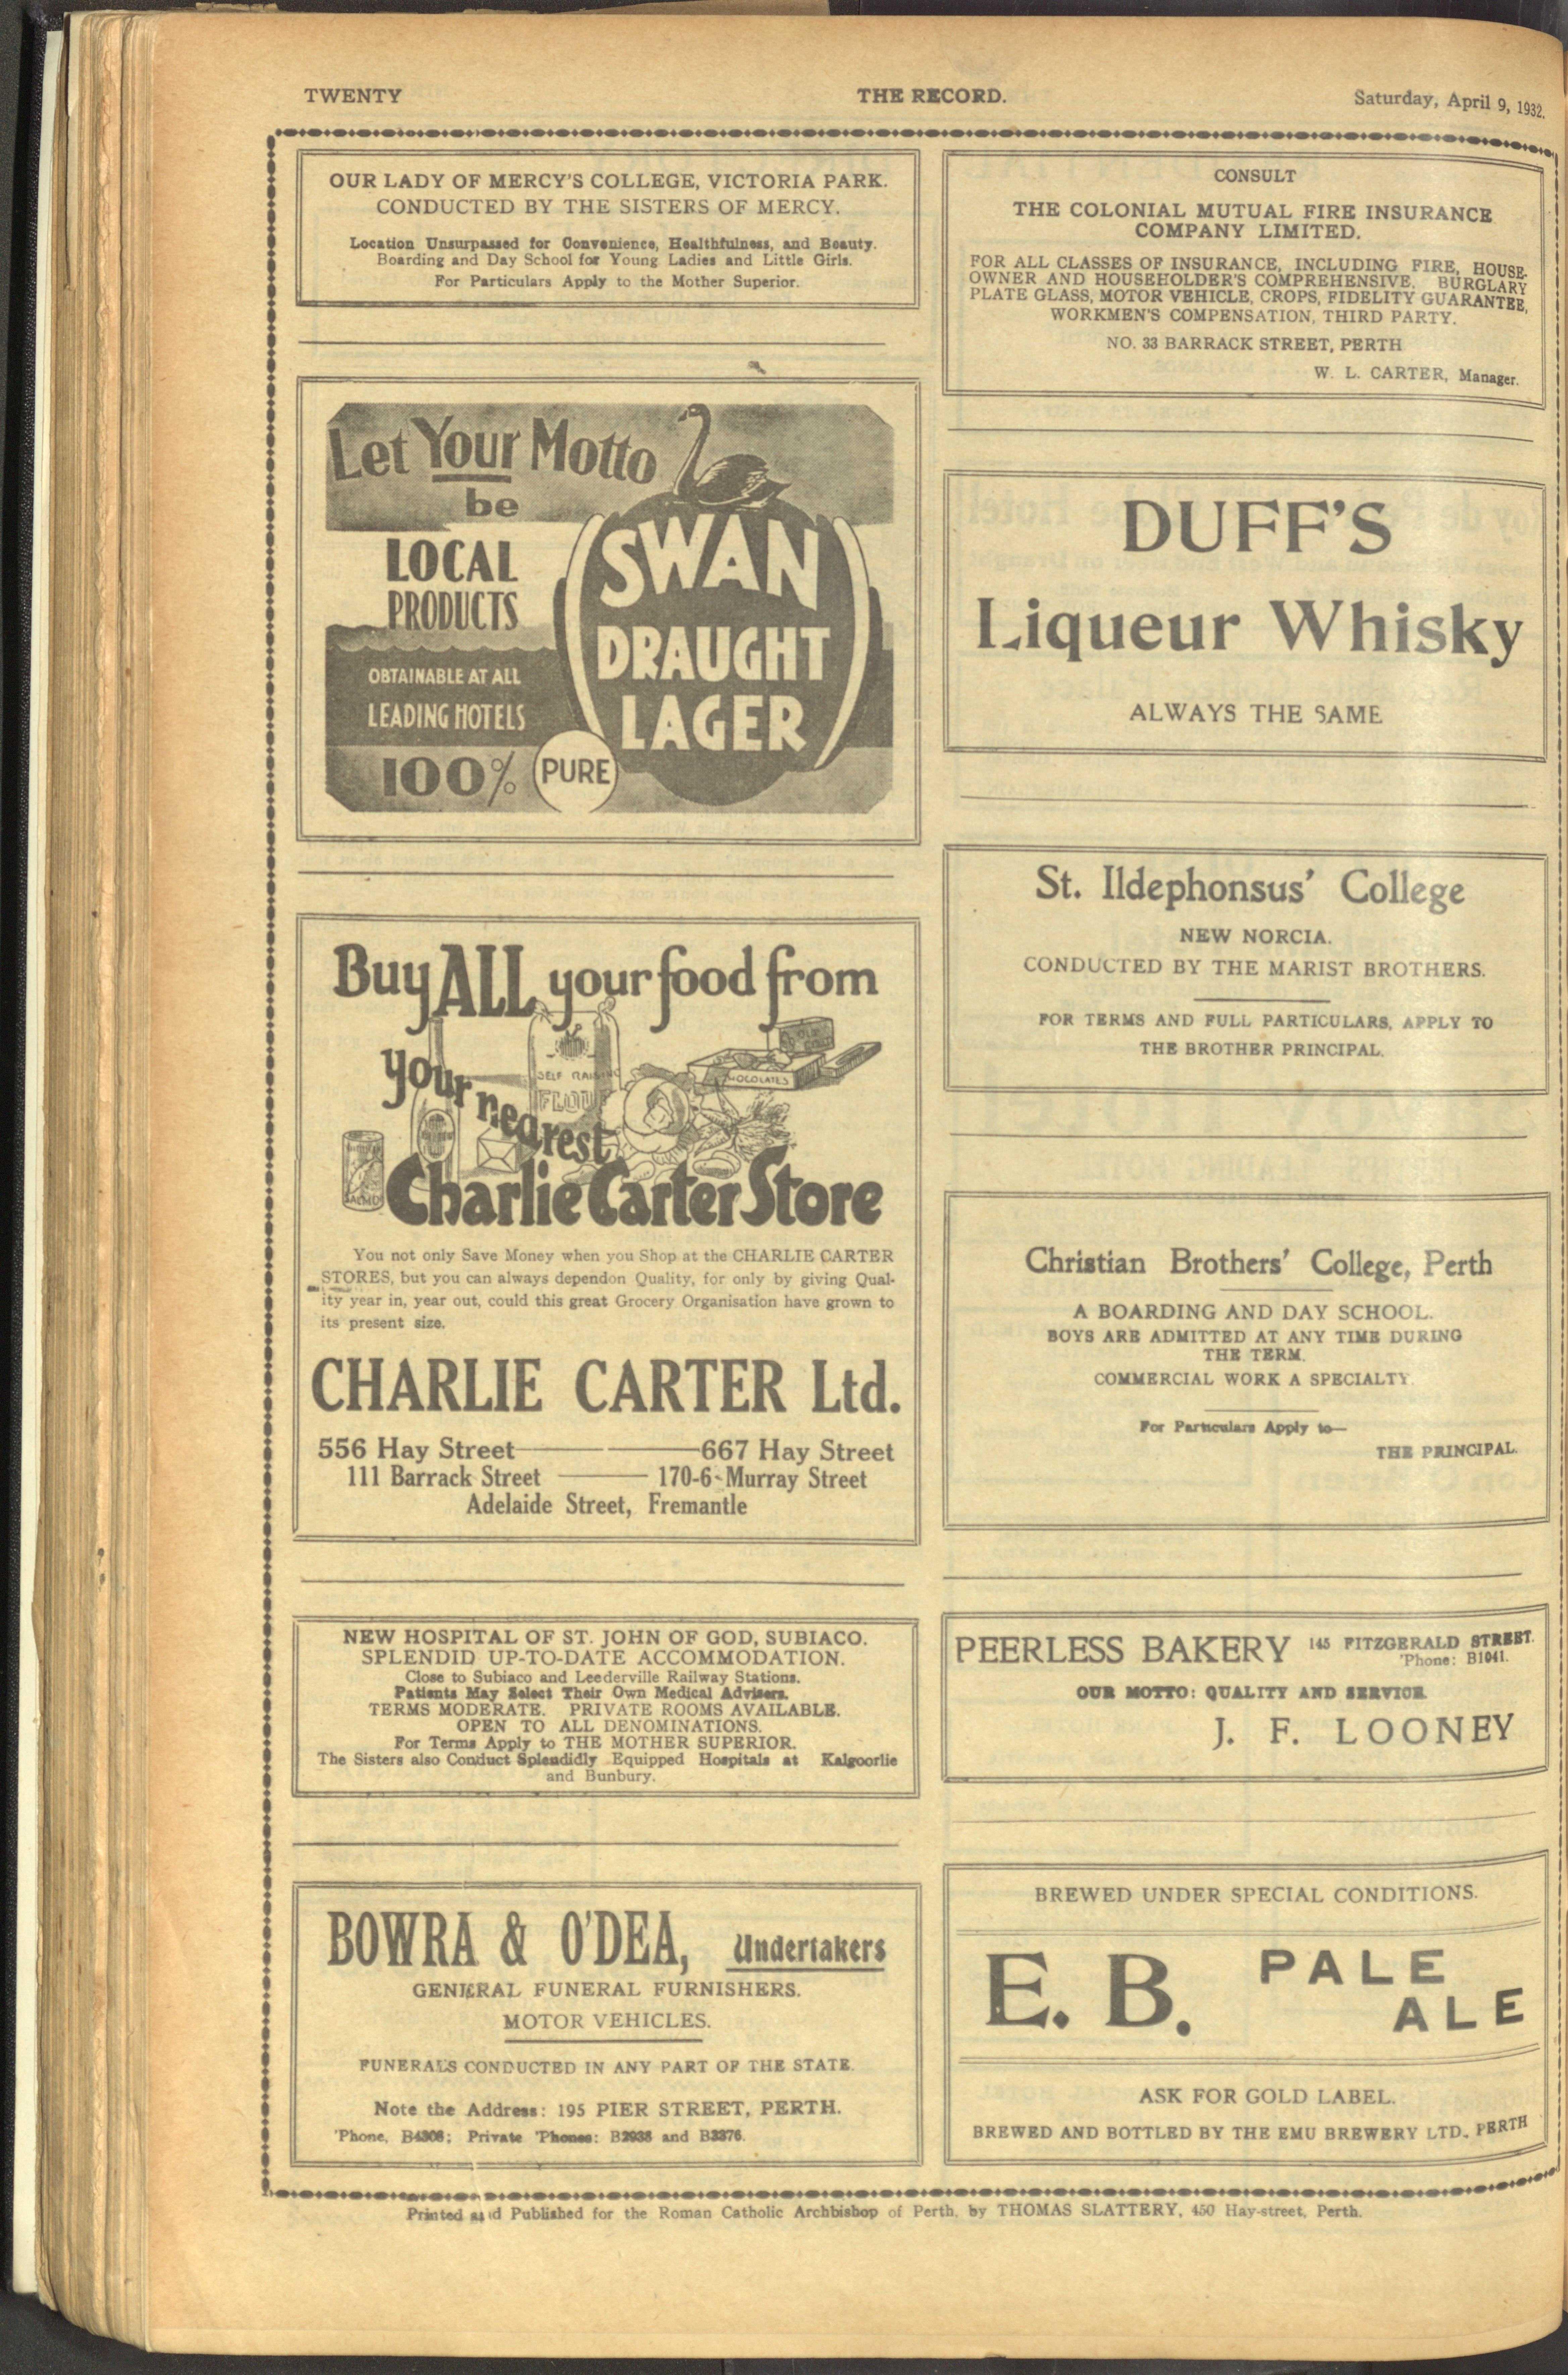 TWENTY
THE RECORD.
Saturday, April 9, 1932.
OUR LADY OF MERCY'S COLLEGE, VICTORIA PARK.
CONDUCTED BY THE SISTERS OF MERCY.
Location Unsurpassed for Convenience, Healthfulness, and Beauty.
Boarding and Day School for Young Ladies and Little Girls.
For Particulars Apply to the Mother Superior.
Let Your Motto
be
LOCAL
PRODUCTS
OBTAINABLE AT ALL
LEADING HOTELS
100% PURE
SWAN
DRAUGHT
LAGER
Buy ALL your food from
your nearest
SELF RAISING
FLOUR
CHOCOLATES
SALMON
Charlie Carter Store
You not only Save Money when you Shop at the CHARLIE CARTER
STORES, but you can always dependon Quality, for only by giving Qual-
ity year in, year out, could this great Grocery Organisation have grown to
its present size.
CHARLIE CARTER Ltd.
556 Hay Street — 667 Hay Street
111 Barrack Street — 170-6 Murray Street
Adelaide Street, Fremantle
NEW HOSPITAL OF ST. JOHN OF GOD, SUBIACO.
SPLENDID UP-TO-DATE ACCOMMODATION.
Close to Subiaco and Leederville Railway Stations.
Patients May Select Their Own Medical Advisers.
TERMS MODERATE. PRIVATE ROOMS AVAILABLE.
OPEN TO ALL DENOMINATIONS.
For Terms Apply to THE MOTHER SUPERIOR.
The Sisters also Conduct Splendidly Equipped Hospitals at Kalgoorlie
and Bunbury.
BOWRA & O'DEA, Undertakers
GENERAL FUNERAL FURNISHERS.
MOTOR VEHICLES.
FUNERALS CONDUCTED IN ANY PART OF THE STATE.
Note the Address: 195 PIER STREET, PERTH.
'Phone, B4308; Private 'Phones: B2938 and B3376.
CONSULT
THE COLONIAL MUTUAL FIRE INSURANCE
COMPANY LIMITED.
FOR ALL CLASSES OF INSURANCE, INCLUDING FIRE, HOUSE-
OWNER AND HOUSEHOLDER'S COMPREHENSIVE, BURGLARY
PLATE GLASS, MOTOR VEHICLE, CROPS, FIDELITY GUARANTEE,
WORKMEN'S COMPENSATION, THIRD PARTY.
NO. 33 BARRACK STREET, PERTH
W. L. CARTER, Manager.
DUFF'S
Liqueur Whisky
ALWAYS THE SAME
St. Ildephonsus' College
NEW NORCIA.
CONDUCTED BY THE MARIST BROTHERS.
FOR TERMS AND FULL PARTICULARS, APPLY TO
THE BROTHER PRINCIPAL.
Christian Brothers' College, Perth
A BOARDING AND DAY SCHOOL.
BOYS ARE ADMITTED AT ANY TIME DURING
THE TERM.
COMMERCIAL WORK A SPECIALTY.
For Particulars Apply to—
THE PRINCIPAL.
PEERLESS BAKERY 145 FITZGERALD STREET.
'Phone: B1041.
OUR MOTTO: QUALITY AND SERVICE.
J. F. LOONEY
BREWED UNDER SPECIAL CONDITIONS.
E. B. PALE
ALE
ASK FOR GOLD LABEL.
BREWED AND BOTTLED BY THE EMU BREWERY LTD., PERTH
Printed and Published for the Roman Catholic Archbishop of Perth, by THOMAS SLATTERY, 450 Hay-street, Perth.